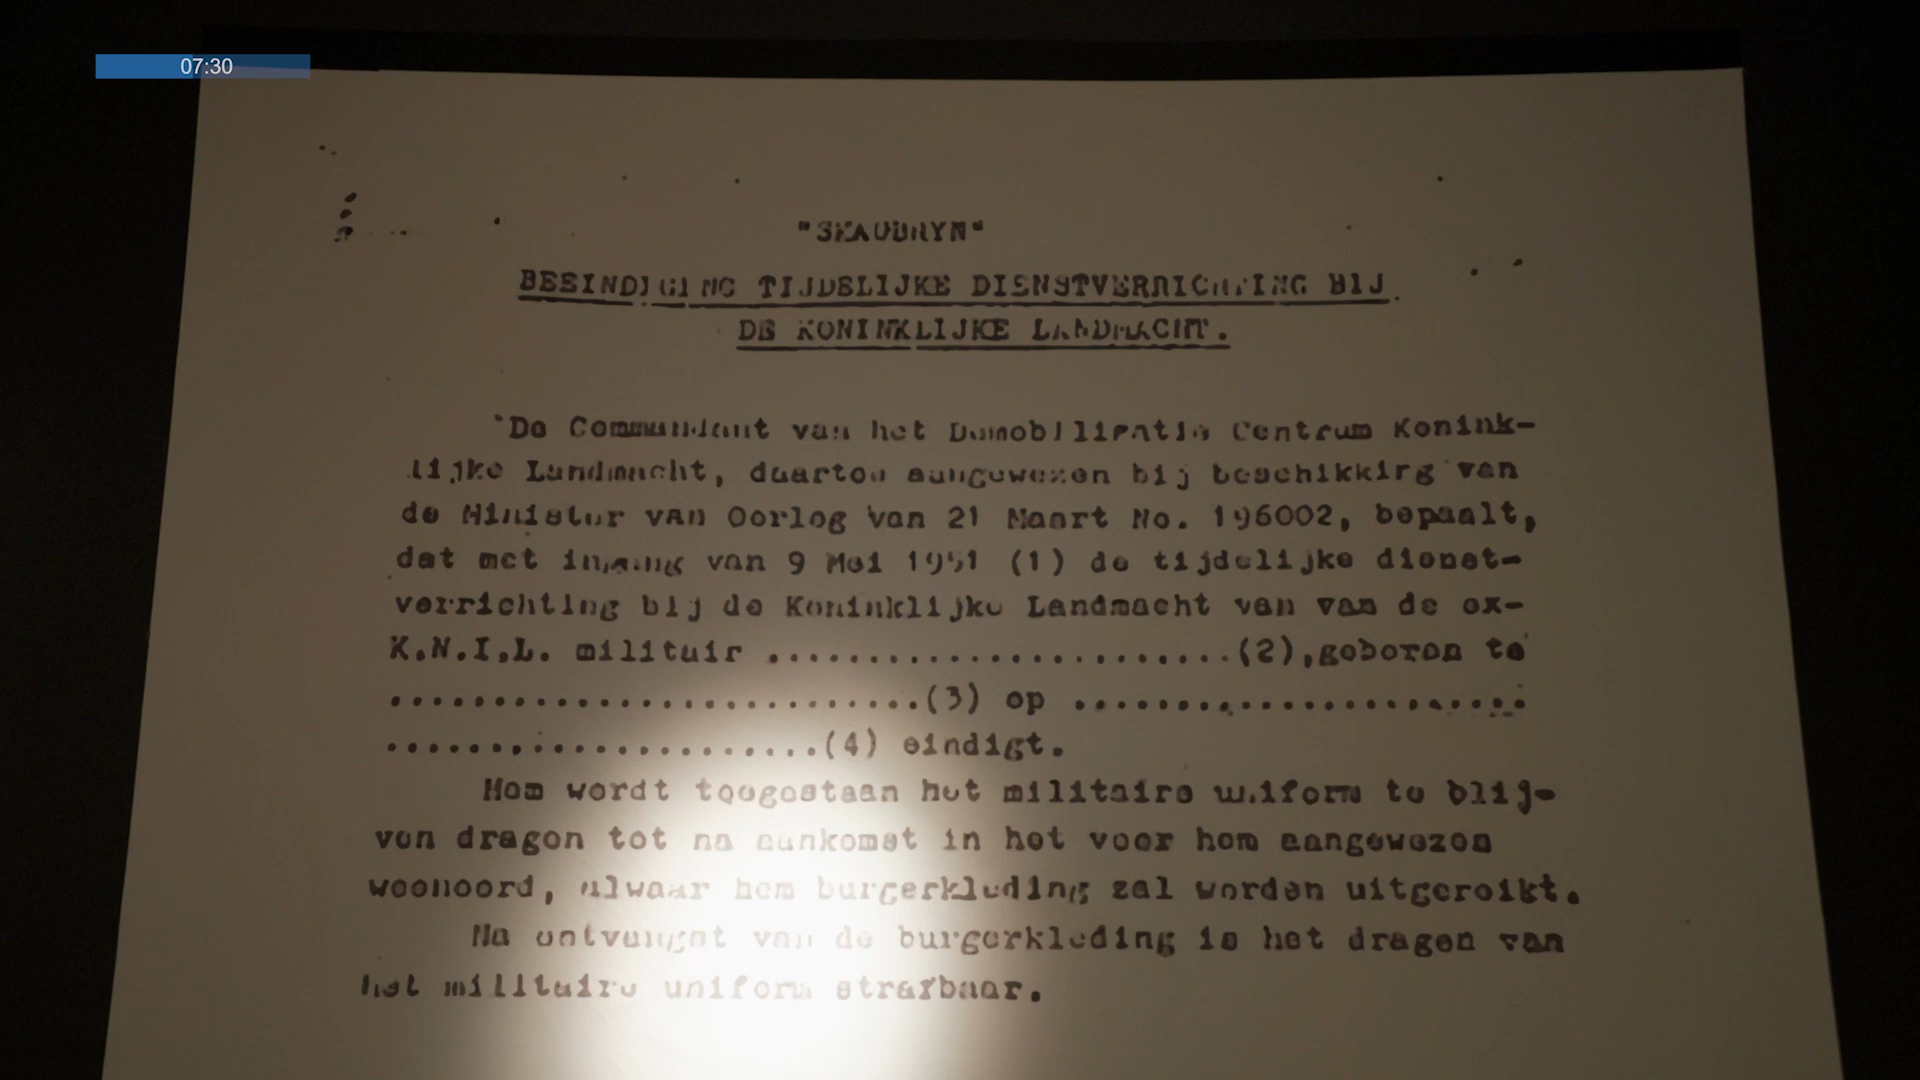 07:30
"SKAUBRYN"
BEEINDIGING TIJDELIJKE DIENSTVERRICHTING BIJ
DE KONINKLIJKE LANDMACHT.
De Commandant van het Demobilisatie Centrum Konink-
lijke Landmacht, daartoe aangewezen bij beschikking van
de Minister van Oorlog van 21 Maart No. 196002, bepaalt,
dat met ingang van 9 Mei 1951 (1) de tijdelijke dienst-
verrichting bij de Koninklijke Landmacht van van de ex-
K.N.I.L. militair ...........................(2),geboren te
...............................(3) op ..........................
.........................(4) eindigt.
Hem wordt toegestaan het militaire uniform te blij-
ven dragen tot na aankomst in het voor hem aangewezen
woonoord, alwaar hem burgerkleding zal worden uitgereikt.
Na ontvangst van de burgerkleding is het dragen van
het militaire uniform strafbaar.